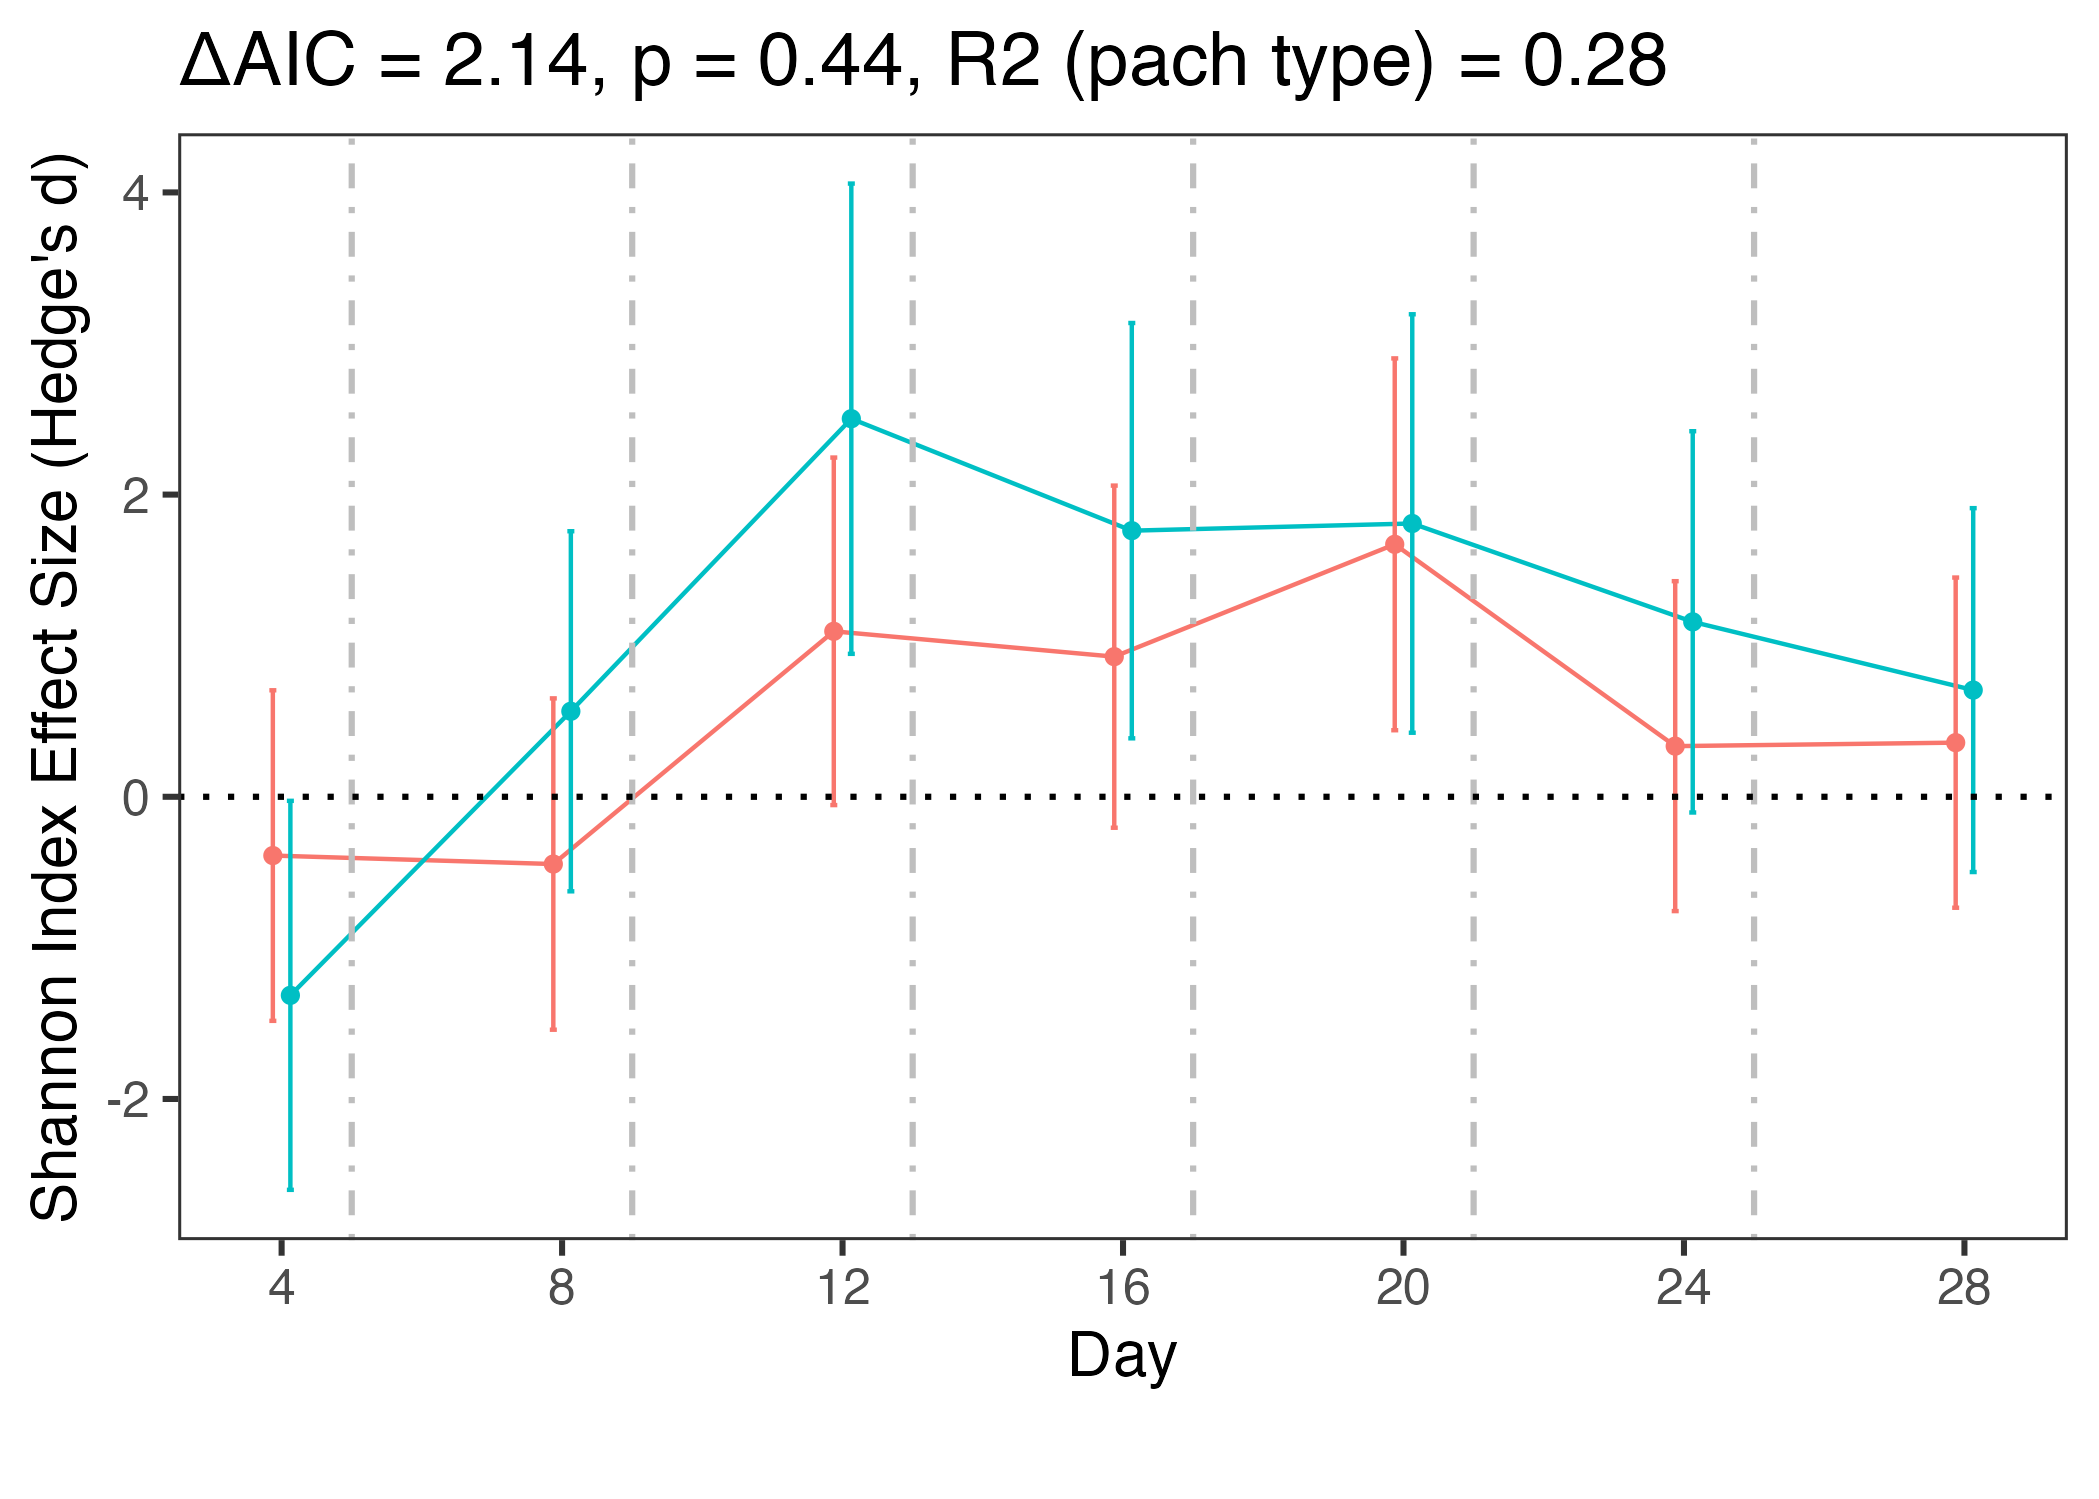 ΔAIC = 2.14, p = 0.44, R2 (pach type) = 0.28
Shannon Index Effect Size (Hedge's d)
4
2
0
-2
4 8 12 16 20 24 28
Day